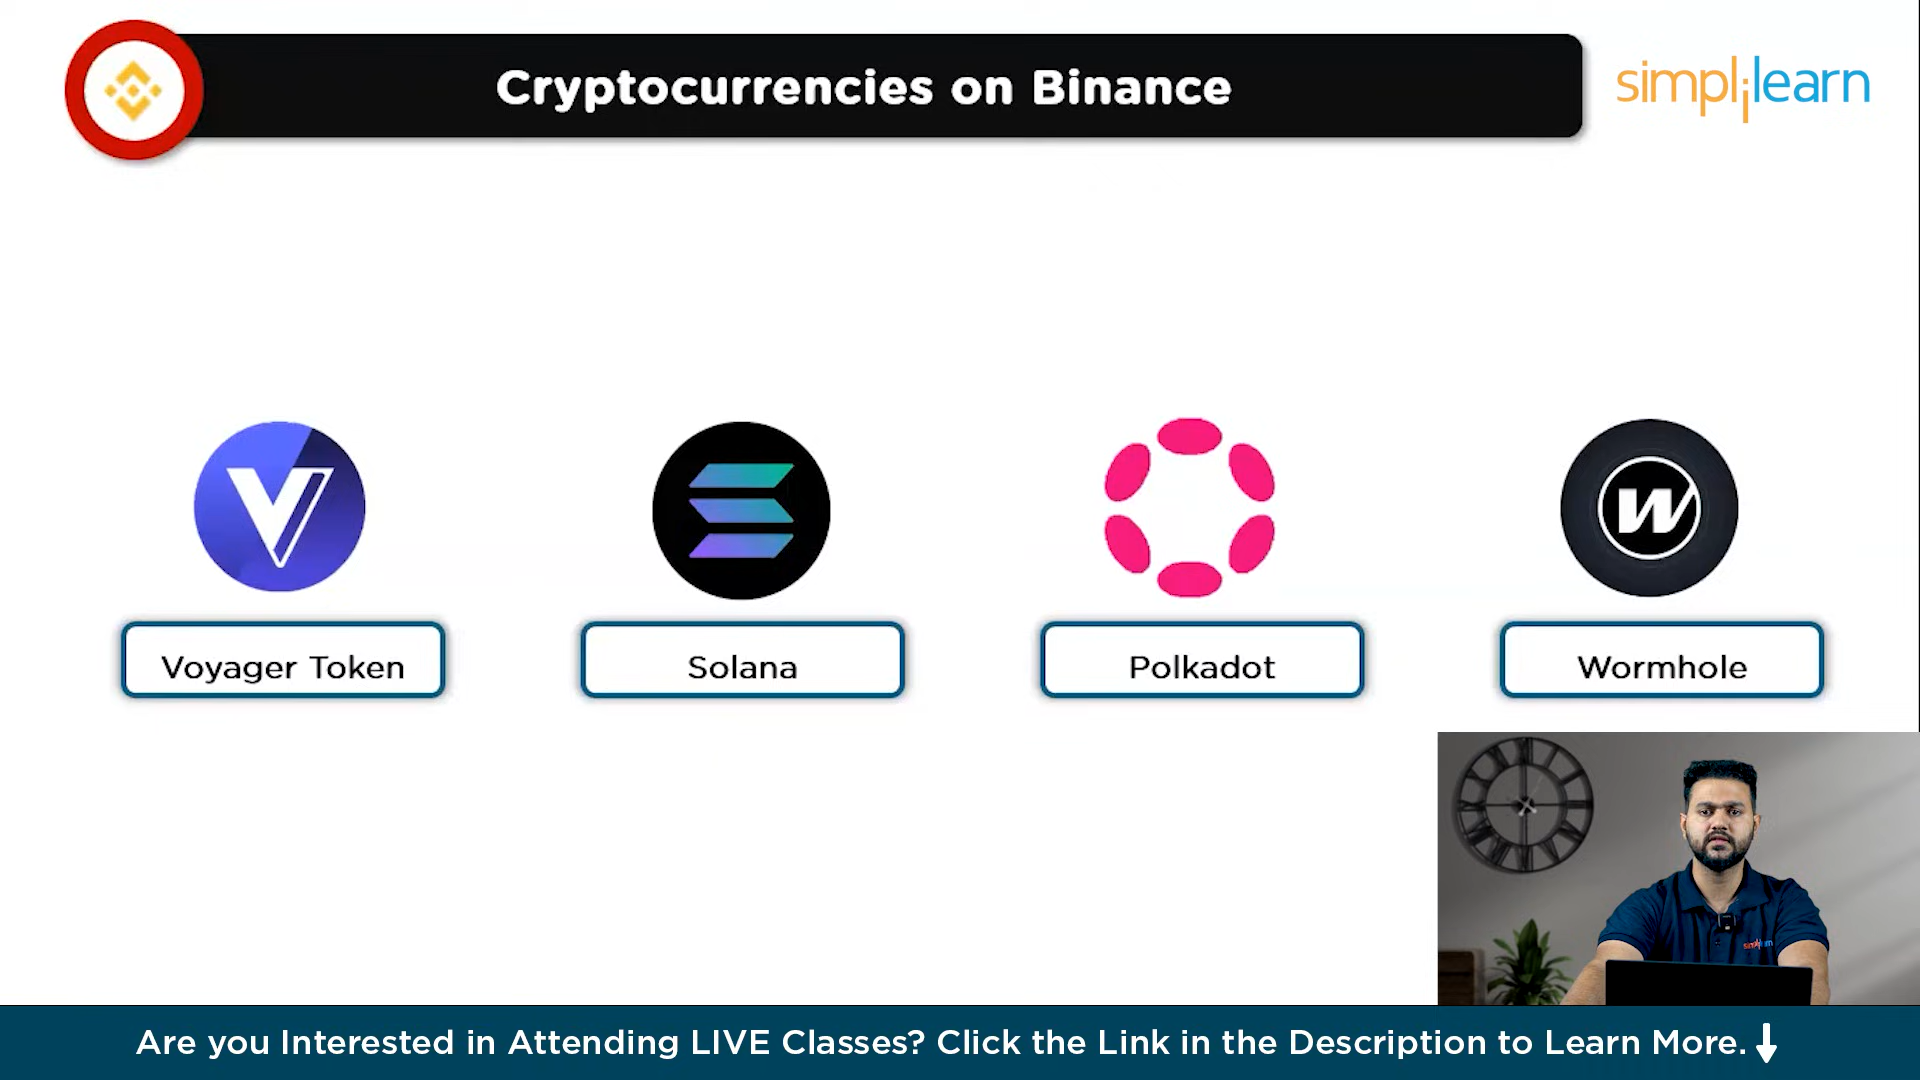 Cryptocurrencies on Binance
simplilearn
Voyager Token
Solana
Polkadot
Wormhole
simplilearn
Are you Interested in Attending LIVE Classes? Click the Link in the Description to Learn More.